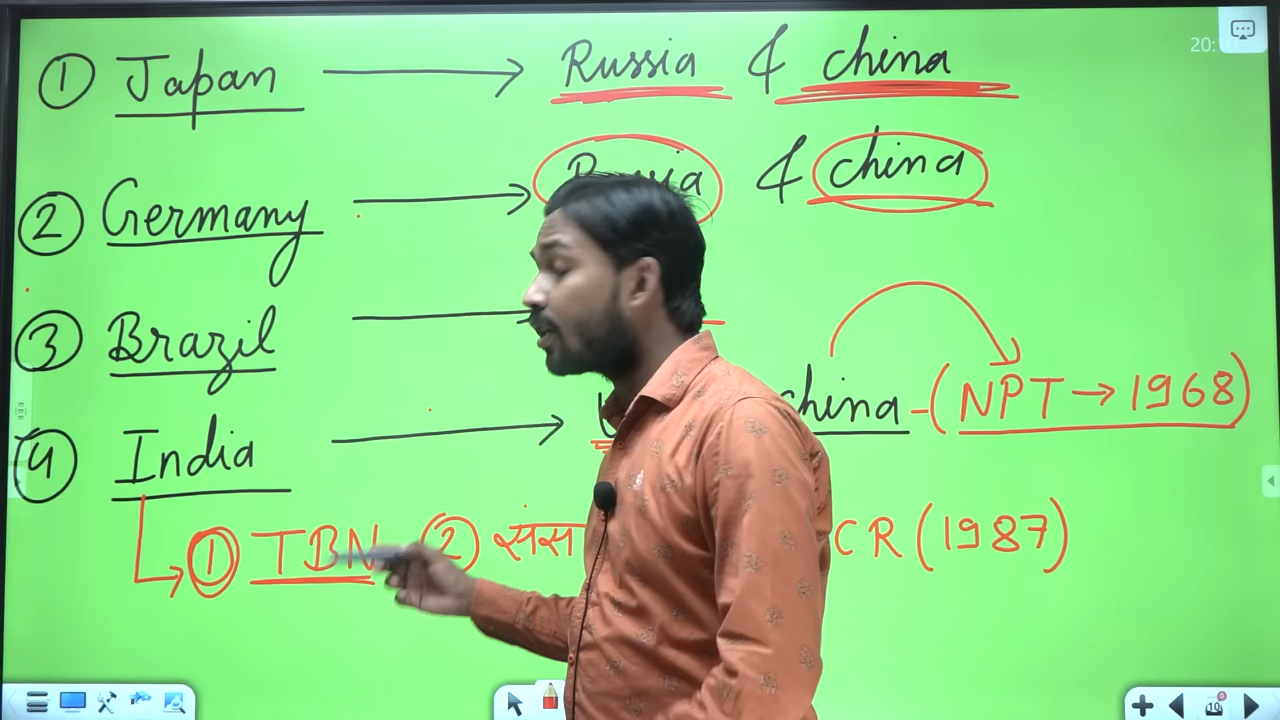 ① Japan → Russia & china
② Germany → Russia & china
③ Brazil
④ India → china - (NPT → 1968)
① TBN ② संस CR (1987)